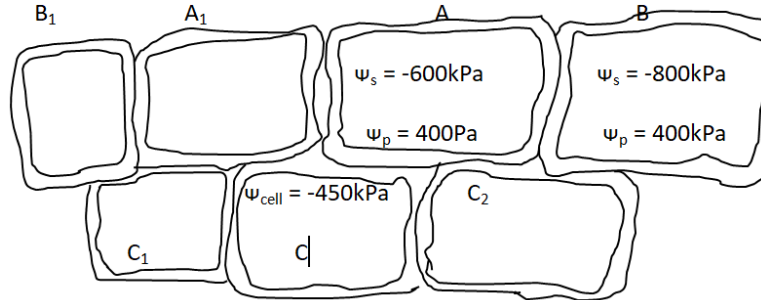 B₁ A₁ A B
Ψₛ = -600kPa Ψₛ = -800kPa
Ψₚ = 400Pa Ψₚ = 400kPa
Ψcell = -450kPa C₂
C₁ C